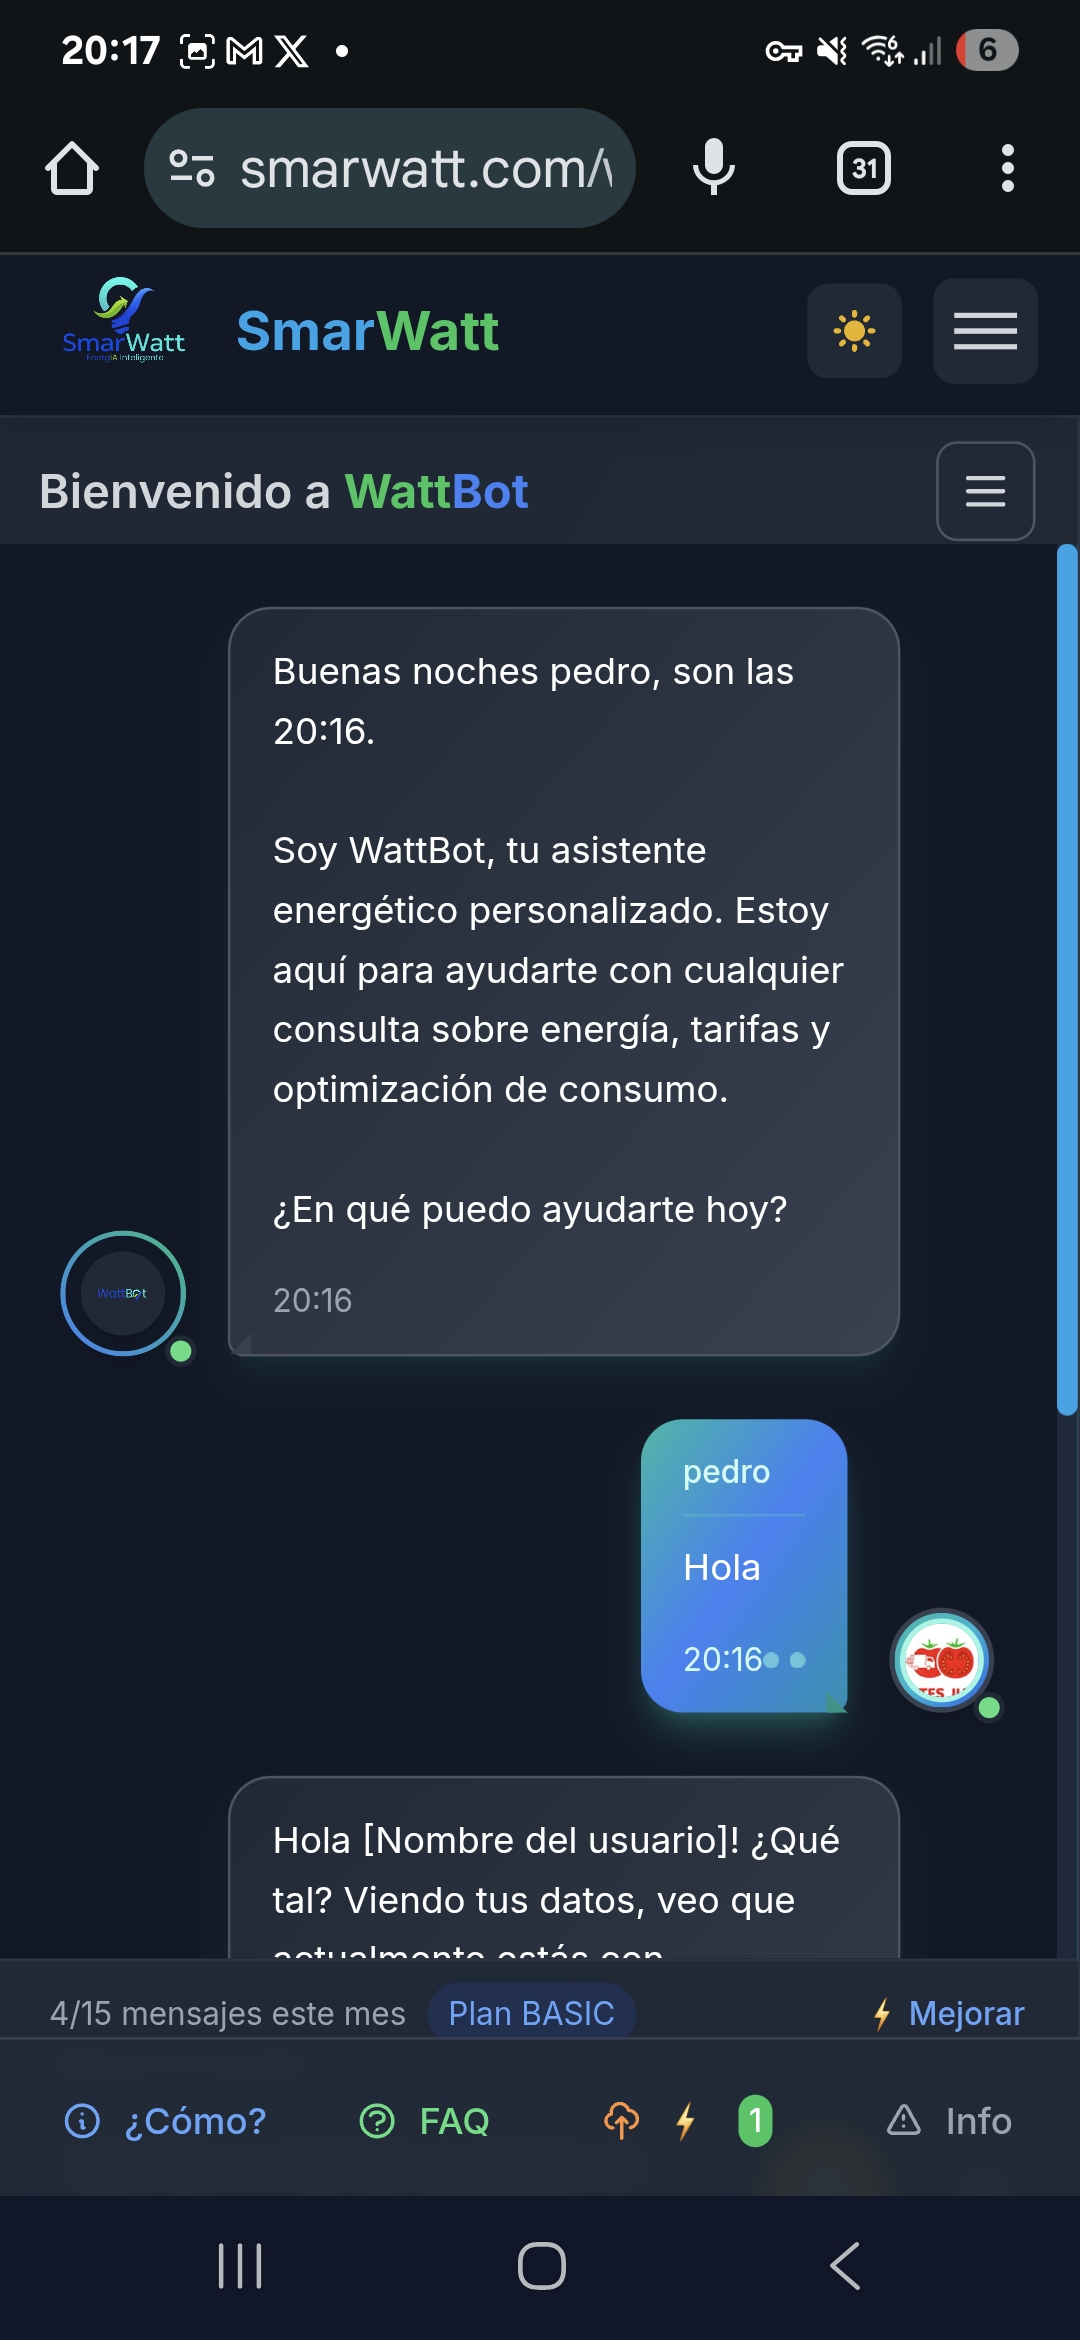 20:17
6
smarwatt.com/
31
SmarWatt
EnergIA Inteligente
SmarWatt
Bienvenido a WattBot
Buenas noches pedro, son las
20:16.
Soy WattBot, tu asistente
energético personalizado. Estoy
aquí para ayudarte con cualquier
consulta sobre energía, tarifas y
optimización de consumo.
¿En qué puedo ayudarte hoy?
20:16
WattBot
pedro
Hola
20:16
Hola [Nombre del usuario]! ¿Qué
tal? Viendo tus datos, veo que
actualmente estás con
4/15 mensajes este mes
Plan BASIC
Mejorar
¿Cómo?
FAQ
1
Info